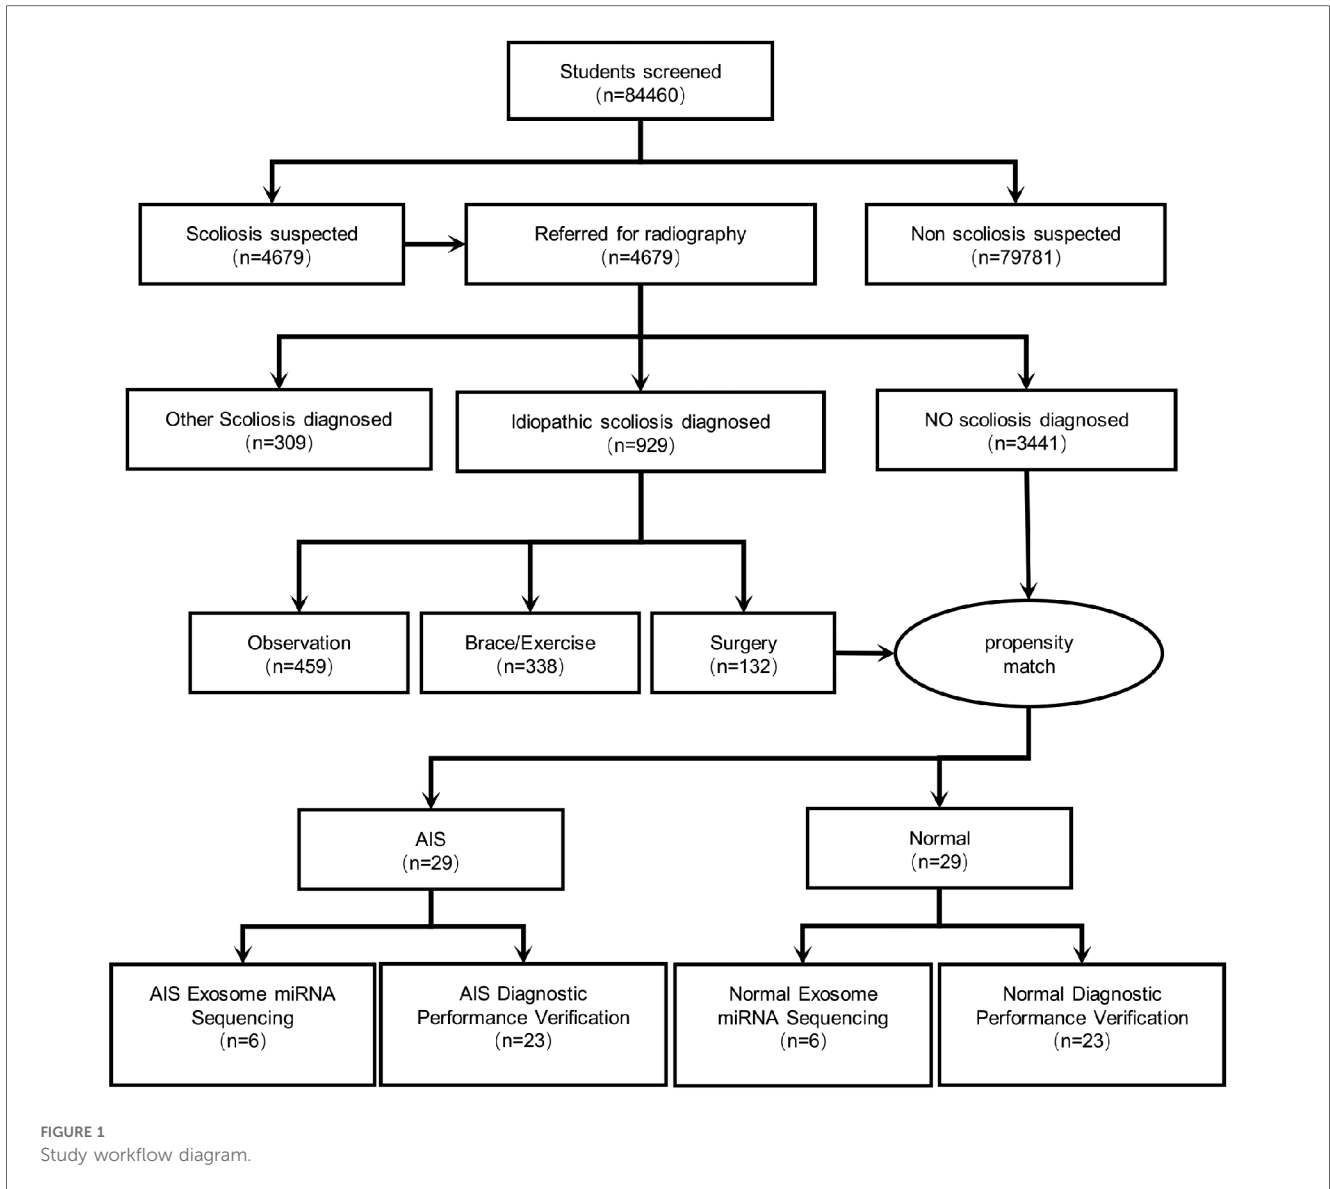 Students screened
(n=84460)
Scoliosis suspected
(n=4679)
Referred for radiography
(n=4679)
Non scoliosis suspected
(n=79781)
Other Scoliosis diagnosed
(n=309)
Idiopathic scoliosis diagnosed
(n=929)
NO scoliosis diagnosed
(n=3441)
Observation
(n=459)
Brace/Exercise
(n=338)
Surgery
(n=132)
propensity
match
AIS
(n=29)
Normal
(n=29)
AIS Exosome miRNA
Sequencing
(n=6)
AIS Diagnostic
Performance Verification
(n=23)
Normal Exosome
miRNA Sequencing
(n=6)
Normal Diagnostic
Performance Verification
(n=23)
FIGURE 1
Study workflow diagram.